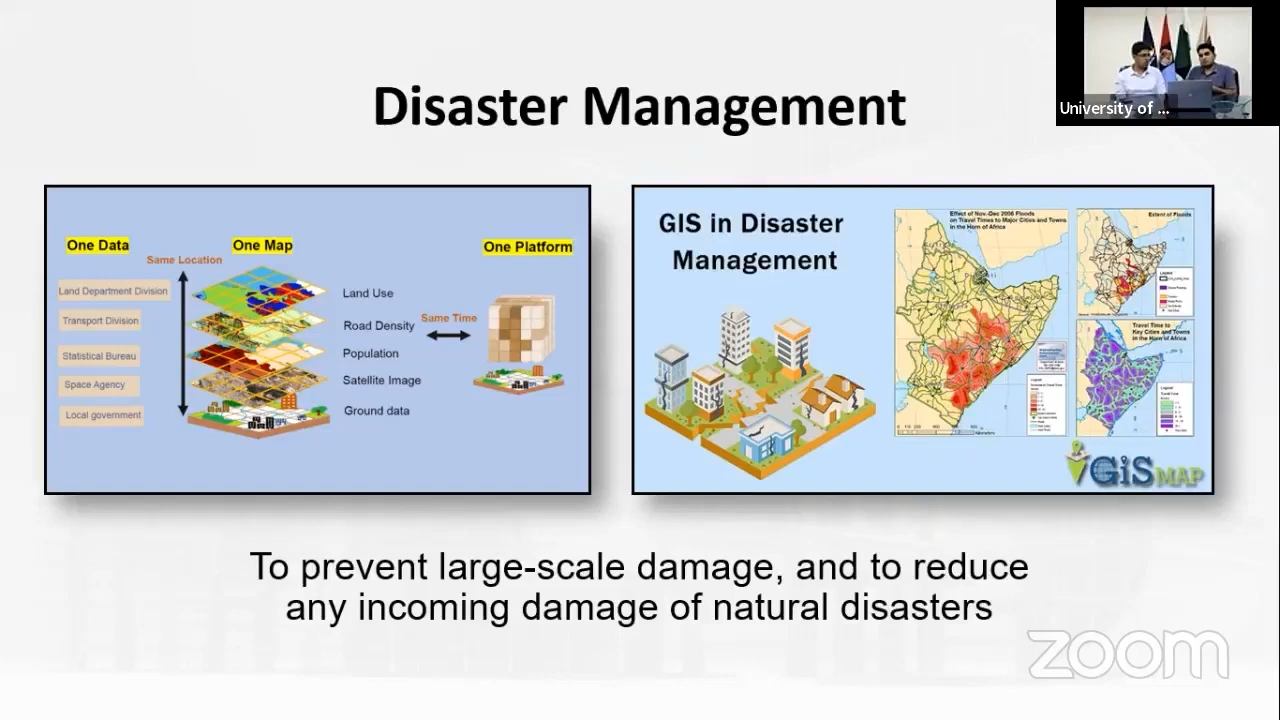 Disaster Management
University of ...
One Data
One Map
One Platform
Same Location
Land Department Division
Transport Division
Statistical Bureau
Space Agency
Local government
Land Use
Road Density
Population
Satellite Image
Ground data
Same Time
GIS in Disaster
Management
Effect of Nov.-Dec 2006 Floods
on Travel Times to Major Cities and Towns
in the Horn of Africa
Extent of Floods
Travel Time to
Key Cities and Towns
in the Horn of Africa
GiS MAP
To prevent large-scale damage, and to reduce
any incoming damage of natural disasters
zoom